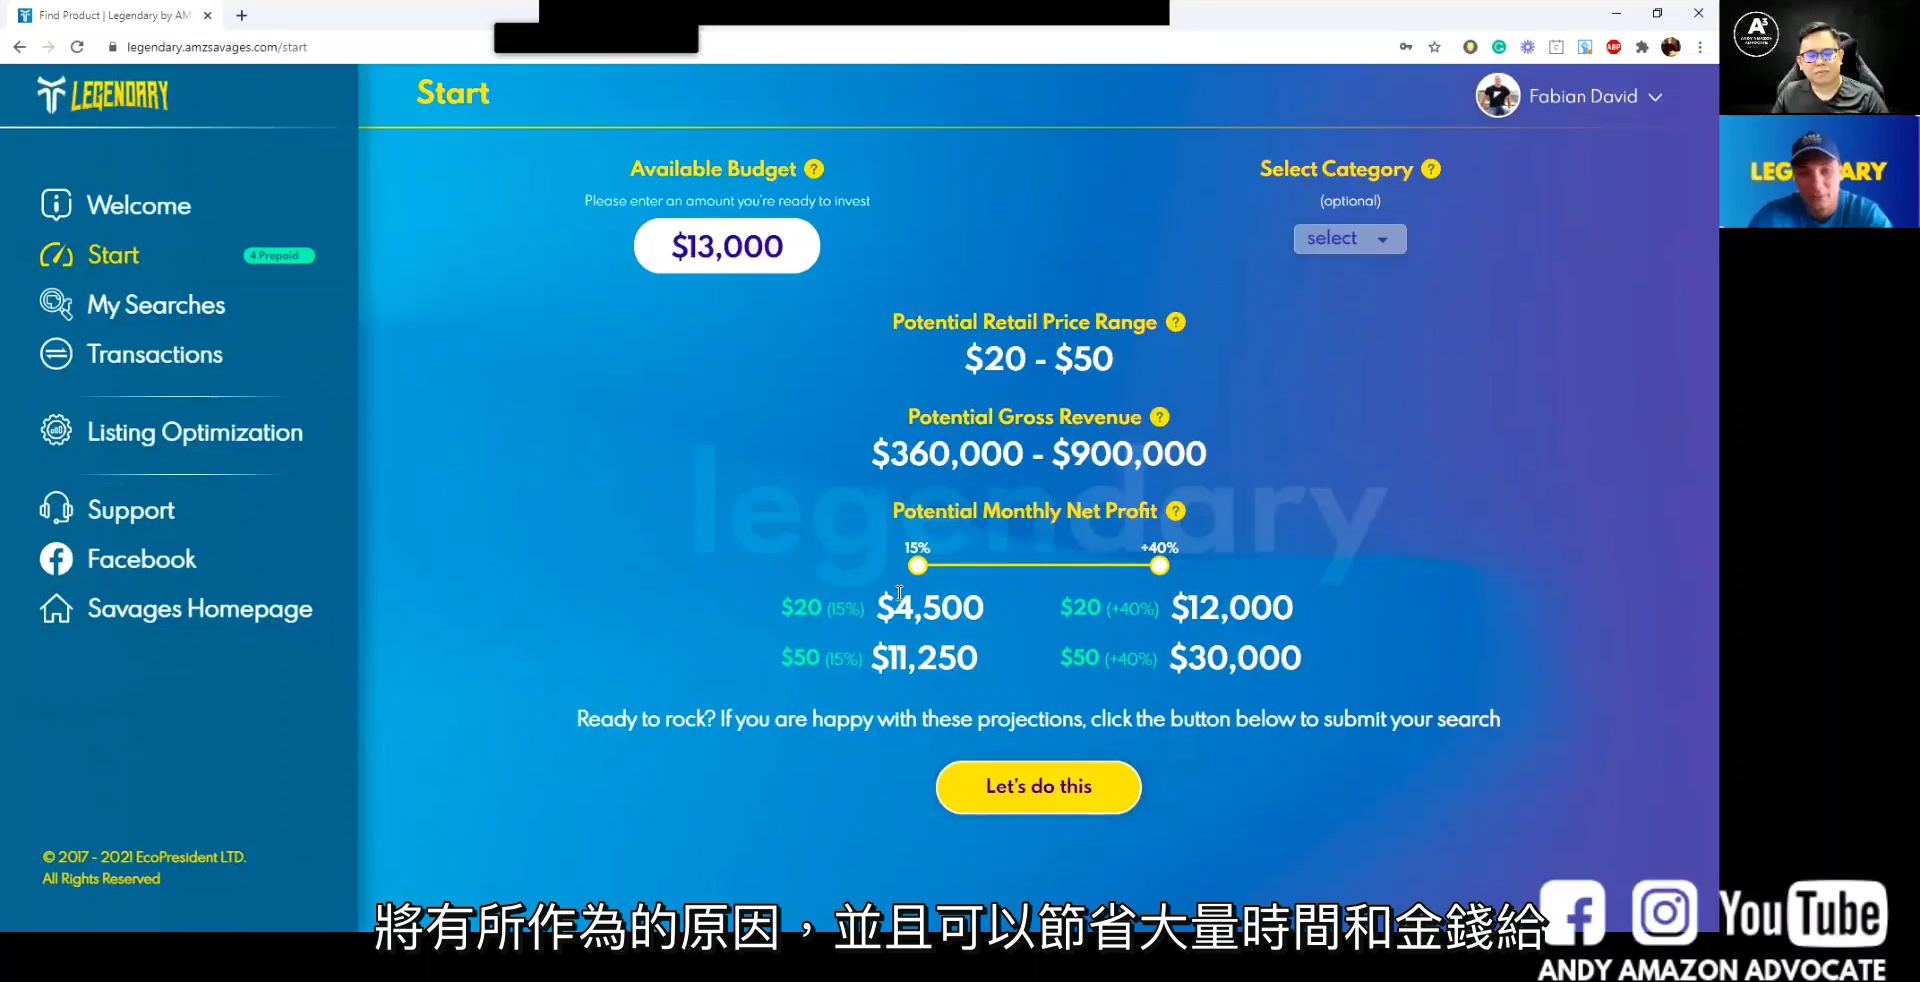 Find Product | Legendary by AM
legendary.amzsavages.com/start
LEGENDARY
Start
Fabian David
ANDY AMAZON
LEG ARY
Welcome
Start
4 Prepaid
My Searches
Transactions
Listing Optimization
Support
Facebook
Savages Homepage
© 2017 - 2021 EcoPresident LTD.
All Rights Reserved
Available Budget ?
Please enter an amount you're ready to invest
$13,000
Select Category ?
(optional)
select
Potential Retail Price Range ?
$20 - $50
Potential Gross Revenue ?
$360,000 - $900,000
legendary
Potential Monthly Net Profit ?
15% +40%
$20 (15%) $4,500 $20 (+40%) $12,000
$50 (15%) $11,250 $50 (+40%) $30,000
Ready to rock? If you are happy with these projections, click the button below to submit your search
Let's do this
將有所作為的原因，並且可以節省大量時間和金錢給
YouTube
ANDY AMAZON ADVOCATE